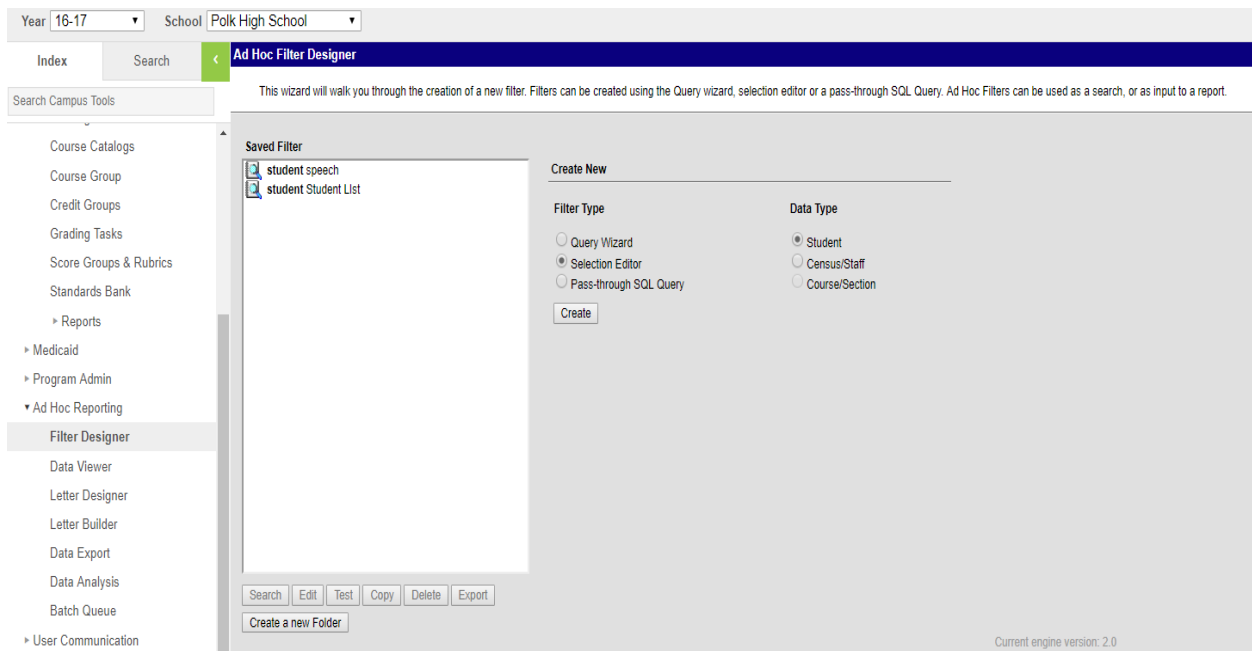 Year 16-17 School Polk High School
Index Search
Search Campus Tools
Course Catalogs
Course Group
Credit Groups
Grading Tasks
Score Groups & Rubrics
Standards Bank
Reports
Medicaid
Program Admin
Ad Hoc Reporting
Filter Designer
Data Viewer
Letter Designer
Letter Builder
Data Export
Data Analysis
Batch Queue
User Communication
Ad Hoc Filter Designer
This wizard will walk you through the creation of a new filter. Filters can be created using the Query wizard, selection editor or a pass-through SQL Query. Ad Hoc Filters can be used as a search, or as input to a report.
Saved Filter
student speech
student Student LIst
Search Edit Test Copy Delete Export
Create a new Folder
Create New
Filter Type Data Type
Query Wizard Student
Selection Editor Census/Staff
Pass-through SQL Query Course/Section
Create
Current engine version: 2.0